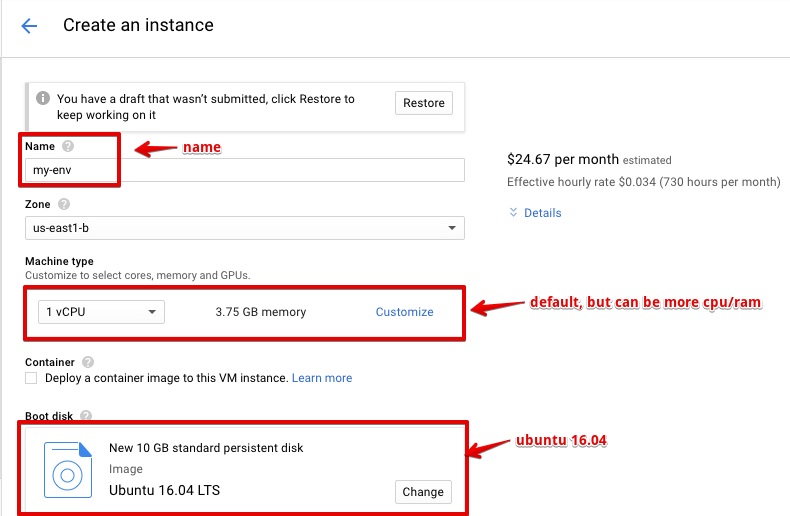 Create an instance
You have a draft that wasn't submitted, click Restore to
keep working on it
Restore
Name ?
name
my-env
$24.67 per month estimated
Effective hourly rate $0.034 (730 hours per month)
Details
Zone ?
us-east1-b
Machine type
Customize to select cores, memory and GPUs.
1 vCPU
3.75 GB memory
Customize
default, but can be more cpu/ram
Container ?
Deploy a container image to this VM instance. Learn more
Boot disk ?
New 10 GB standard persistent disk
Image
Ubuntu 16.04 LTS
Change
ubuntu 16.04